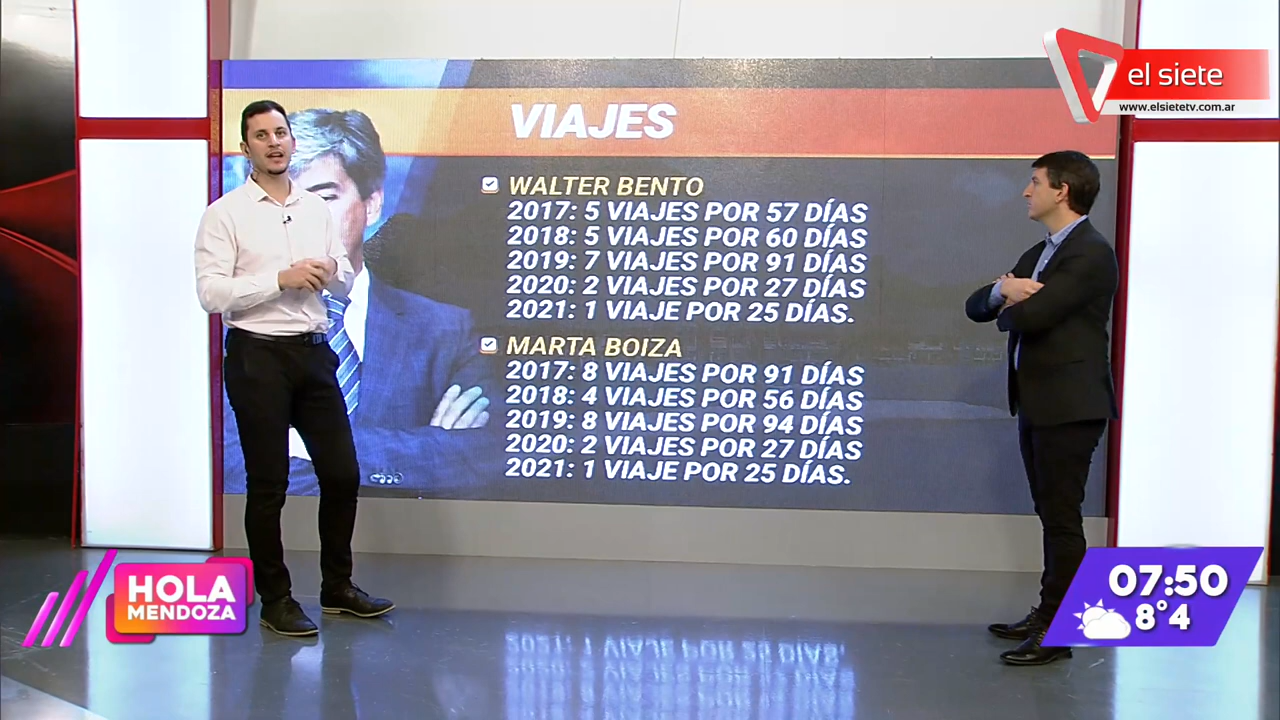 el siete
www.elsietetv.com.ar
VIAJES
WALTER BENTO
2017: 5 VIAJES POR 57 DÍAS
2018: 5 VIAJES POR 60 DÍAS
2019: 7 VIAJES POR 91 DÍAS
2020: 2 VIAJES POR 27 DÍAS
2021: 1 VIAJE POR 25 DÍAS.
MARTA BOIZA
2017: 8 VIAJES POR 91 DÍAS
2018: 4 VIAJES POR 56 DÍAS
2019: 8 VIAJES POR 94 DÍAS
2020: 2 VIAJES POR 27 DÍAS
2021: 1 VIAJE POR 25 DÍAS.
HOLA
MENDOZA
07:50
8°4